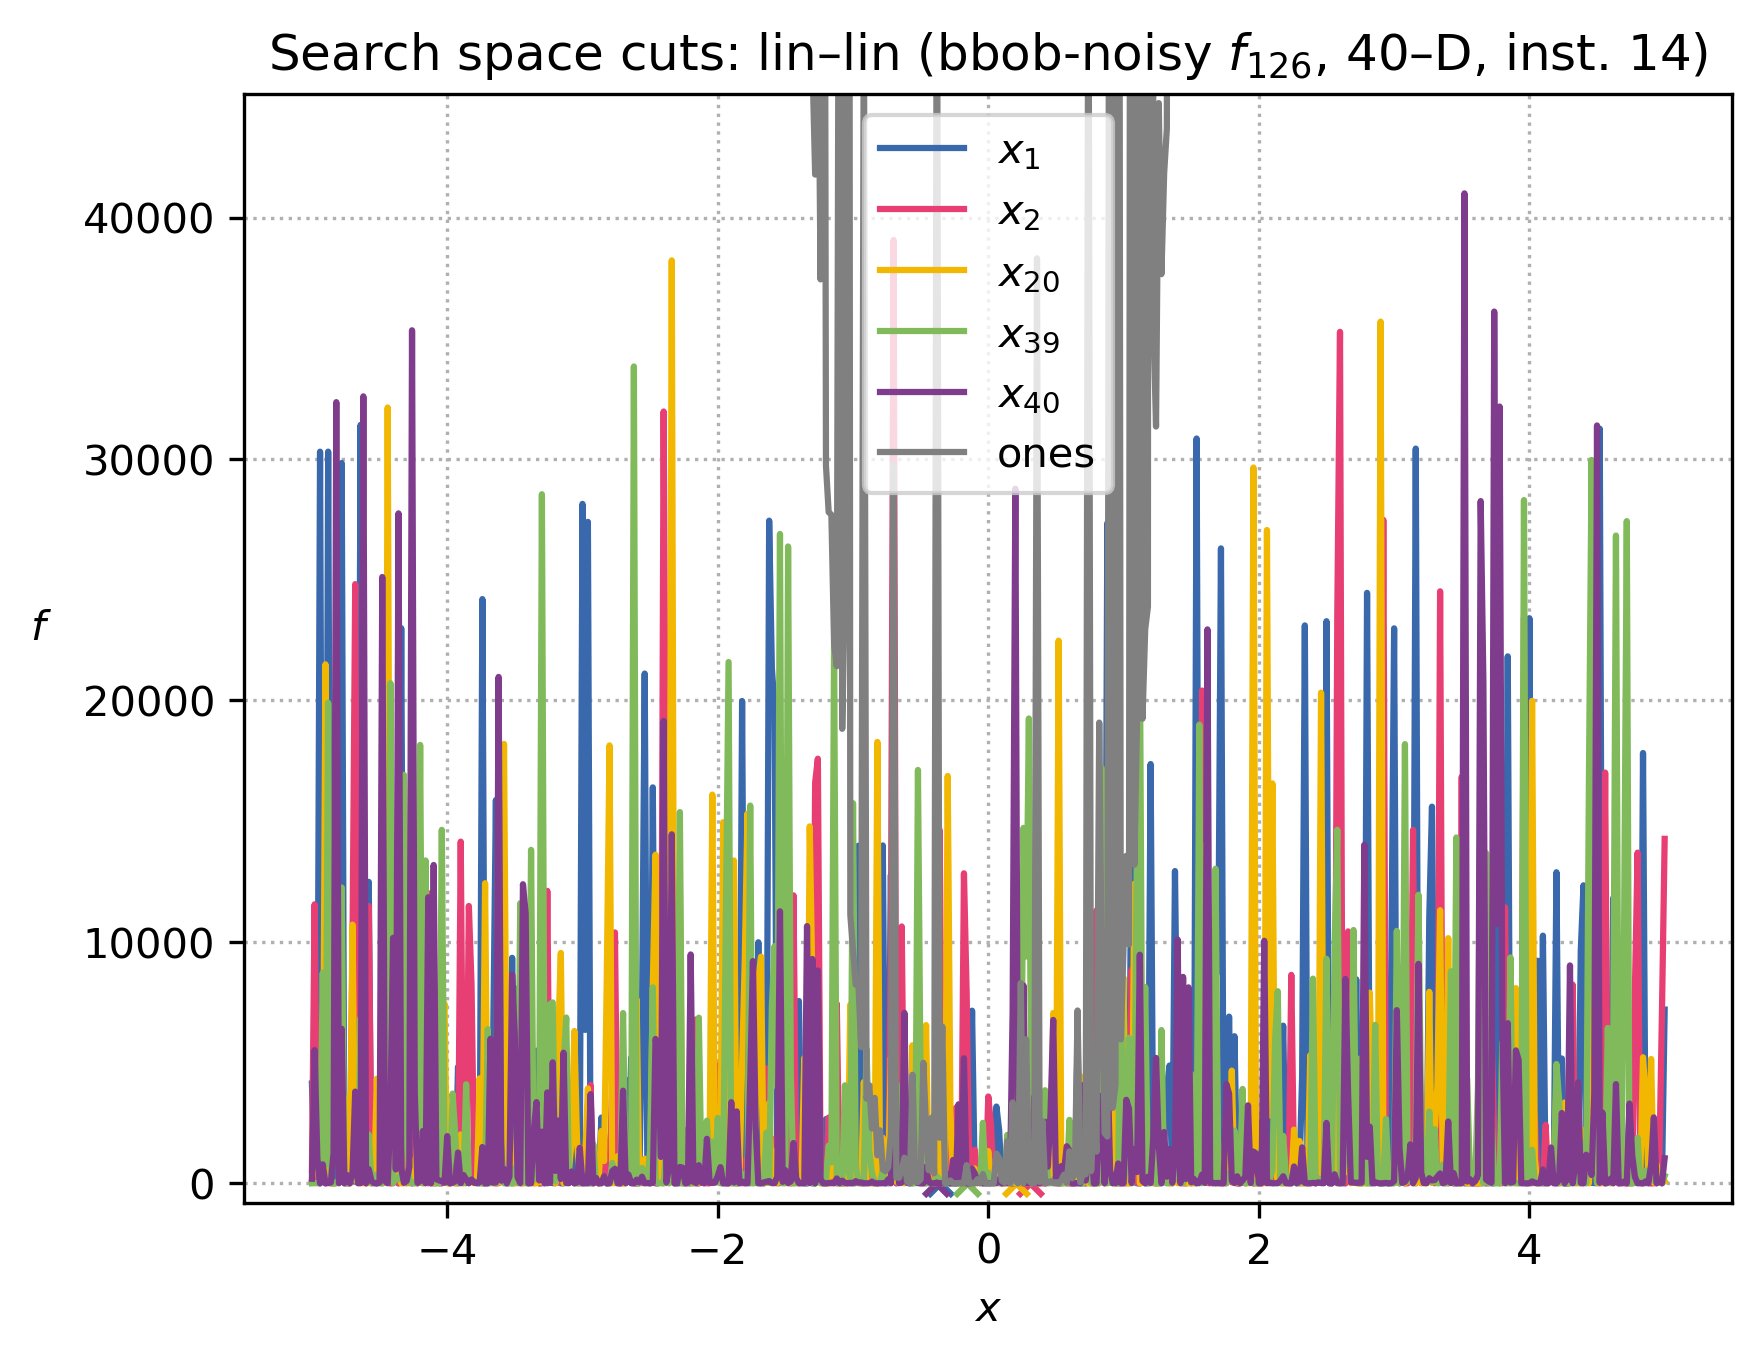 Search space cuts: lin–lin (bbob-noisy f₁₂₆, 40–D, inst. 14)
x₁
x₂
x₂₀
x₃₉
x₄₀
ones
f
40000
30000
20000
10000
0
−4 −2 0 2 4
x